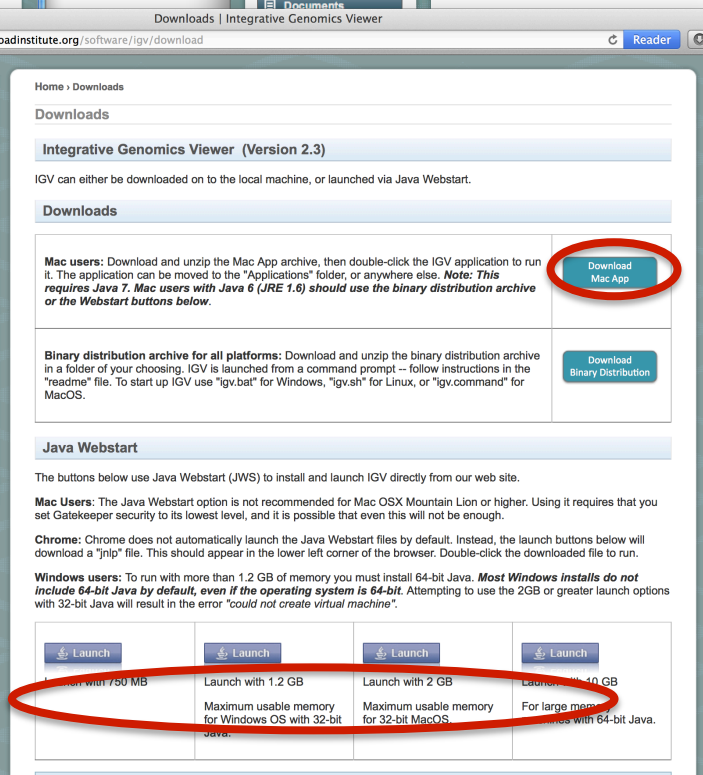 Documents
Downloads | Integrative Genomics Viewer
oadinstitute.org/software/igv/download
Reader
Home › Downloads
Downloads
Integrative Genomics Viewer (Version 2.3)
IGV can either be downloaded on to the local machine, or launched via Java Webstart.
Downloads
Mac users: Download and unzip the Mac App archive, then double-click the IGV application to run
it. The application can be moved to the "Applications" folder, or anywhere else. Note: This
requires Java 7. Mac users with Java 6 (JRE 1.6) should use the binary distribution archive
or the Webstart buttons below.
Download
Mac App
Binary distribution archive for all platforms: Download and unzip the binary distribution archive
in a folder of your choosing. IGV is launched from a command prompt -- follow instructions in the
"readme" file. To start up IGV use "igv.bat" for Windows, "igv.sh" for Linux, or "igv.command" for
MacOS.
Download
Binary Distribution
Java Webstart
The buttons below use Java Webstart (JWS) to install and launch IGV directly from our web site.
Mac Users: The Java Webstart option is not recommended for Mac OSX Mountain Lion or higher. Using it requires that you
set Gatekeeper security to its lowest level, and it is possible that even this will not be enough.
Chrome: Chrome does not automatically launch the Java Webstart files by default. Instead, the launch buttons below will
download a "jnlp" file. This should appear in the lower left corner of the browser. Double-click the downloaded file to run.
Windows users: To run with more than 1.2 GB of memory you must install 64-bit Java. Most Windows installs do not
include 64-bit Java by default, even if the operating system is 64-bit. Attempting to use the 2GB or greater launch options
with 32-bit Java will result in the error "could not create virtual machine".
Launch
Launch with 750 MB
Launch
Launch with 1.2 GB
Maximum usable memory
for Windows OS with 32-bit
Java.
Launch
Launch with 2 GB
Maximum usable memory
for 32-bit MacOS.
Launch
Launch with 10 GB
For large memory
machines with 64-bit Java.